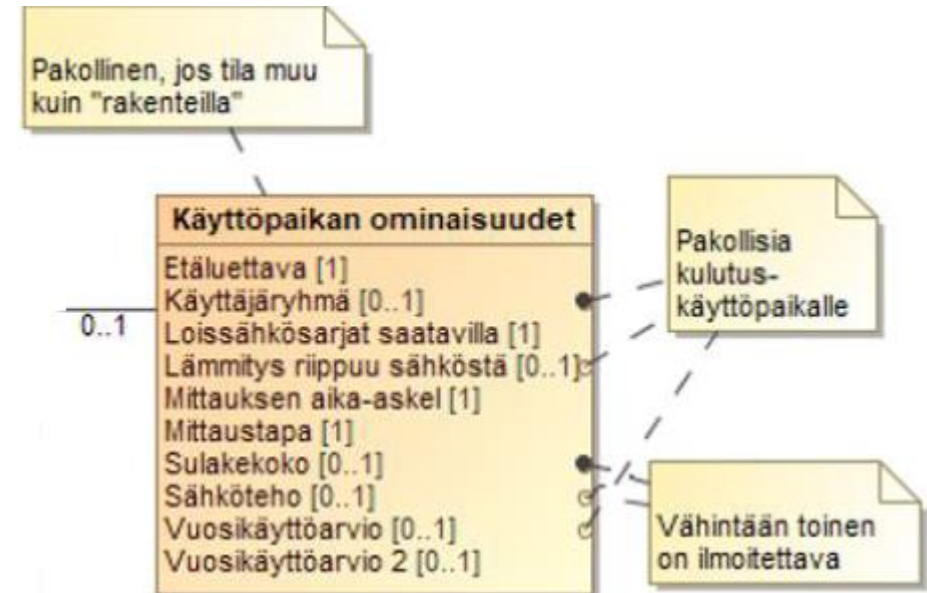 Pakollinen, jos tila muu
kuin "rakenteilla"
Käyttöpaikan ominaisuudet
Etäluettava [1]
Käyttäjäryhmä [0..1]
Loissähkösarjat saatavilla [1]
Lämmitys riippuu sähköstä [0..1]
Mittauksen aika-askel [1]
Mittaustapa [1]
Sulakekoko [0..1]
Sähköteho [0..1]
Vuosikäyttöarvio [0..1]
Vuosikäyttöarvio 2 [0..1]
0..1
Pakollisia
kulutus-
käyttöpaikalle
Vähintään toinen
on ilmoitettava